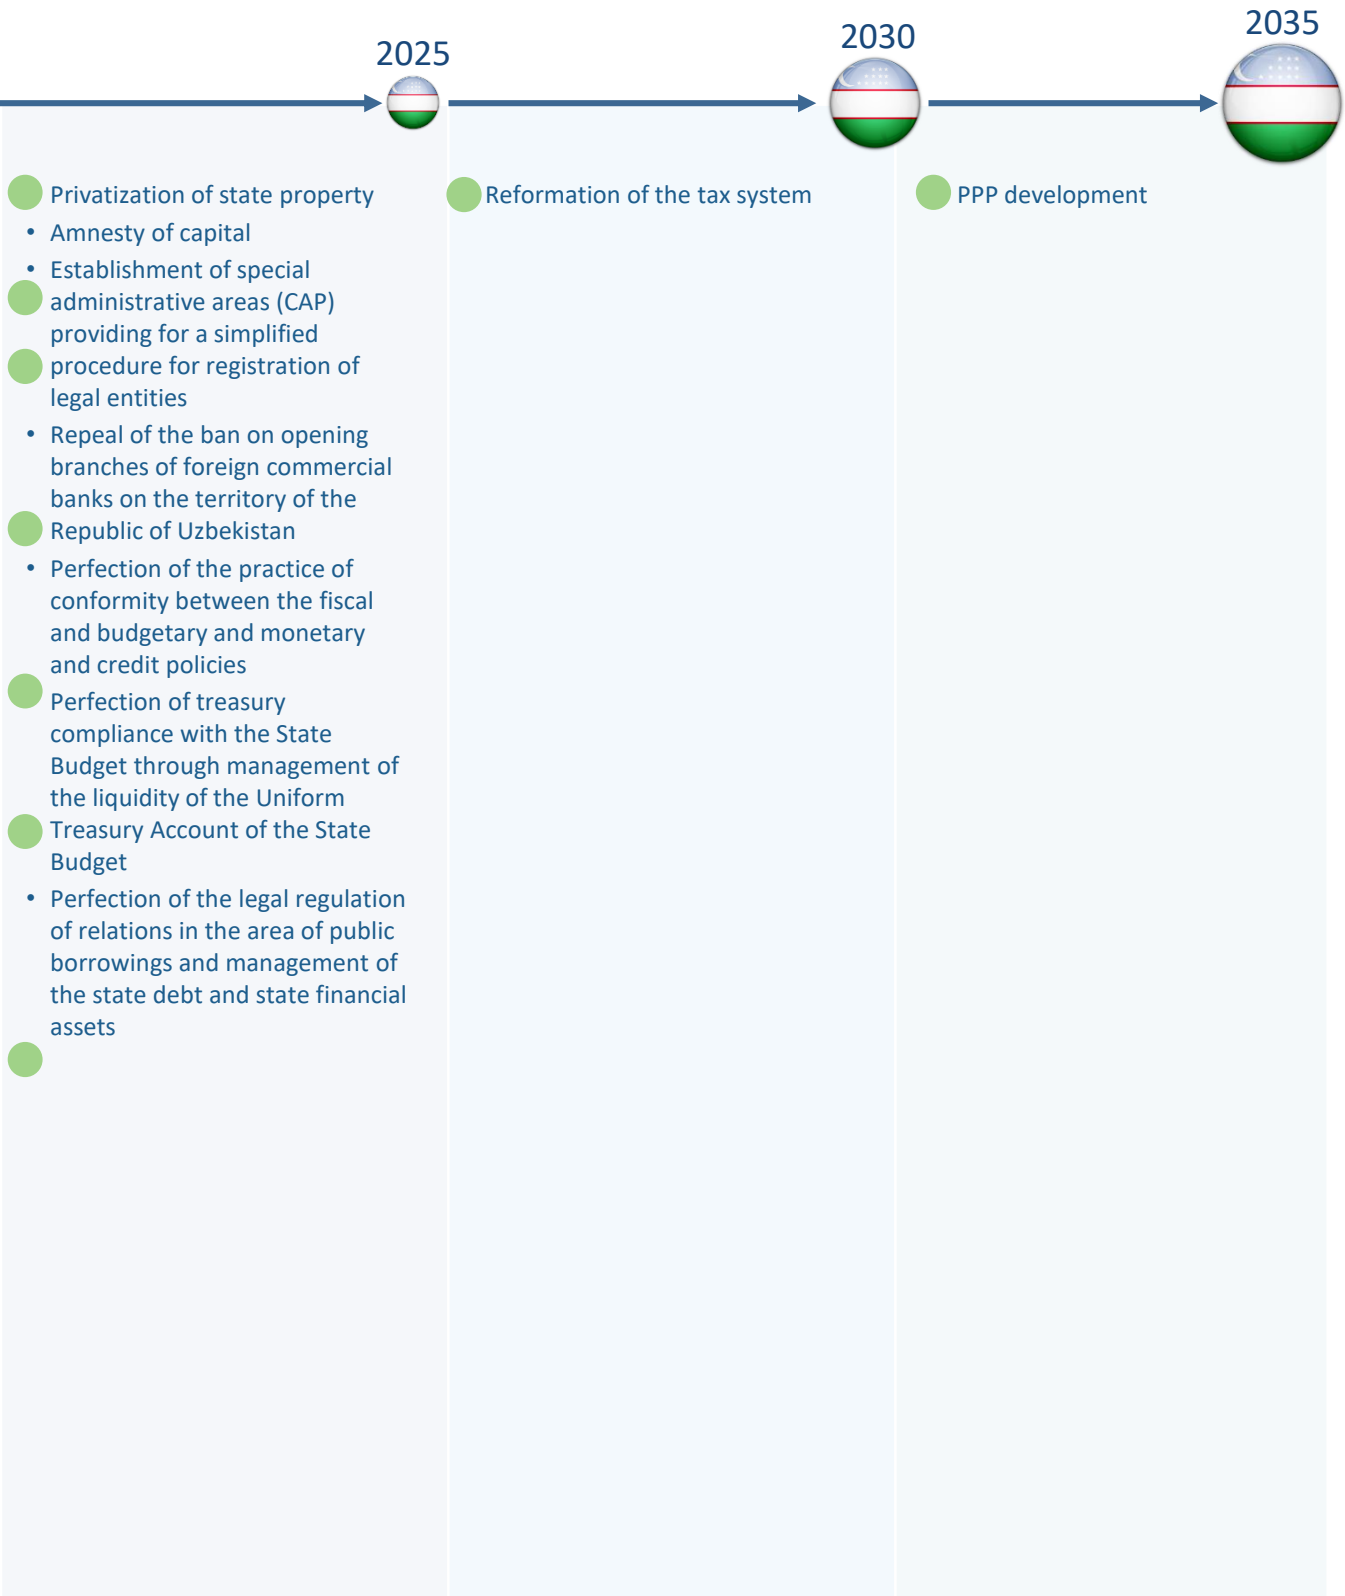 2025
2030
2035
Privatization of state property
• Amnesty of capital
• Establishment of special
administrative areas (CAP)
providing for a simplified
procedure for registration of
legal entities
• Repeal of the ban on opening
branches of foreign commercial
banks on the territory of the
Republic of Uzbekistan
• Perfection of the practice of
conformity between the fiscal
and budgetary and monetary
and credit policies
Perfection of treasury
compliance with the State
Budget through management of
the liquidity of the Uniform
Treasury Account of the State
Budget
• Perfection of the legal regulation
of relations in the area of public
borrowings and management of
the state debt and state financial
assets
Reformation of the tax system
PPP development